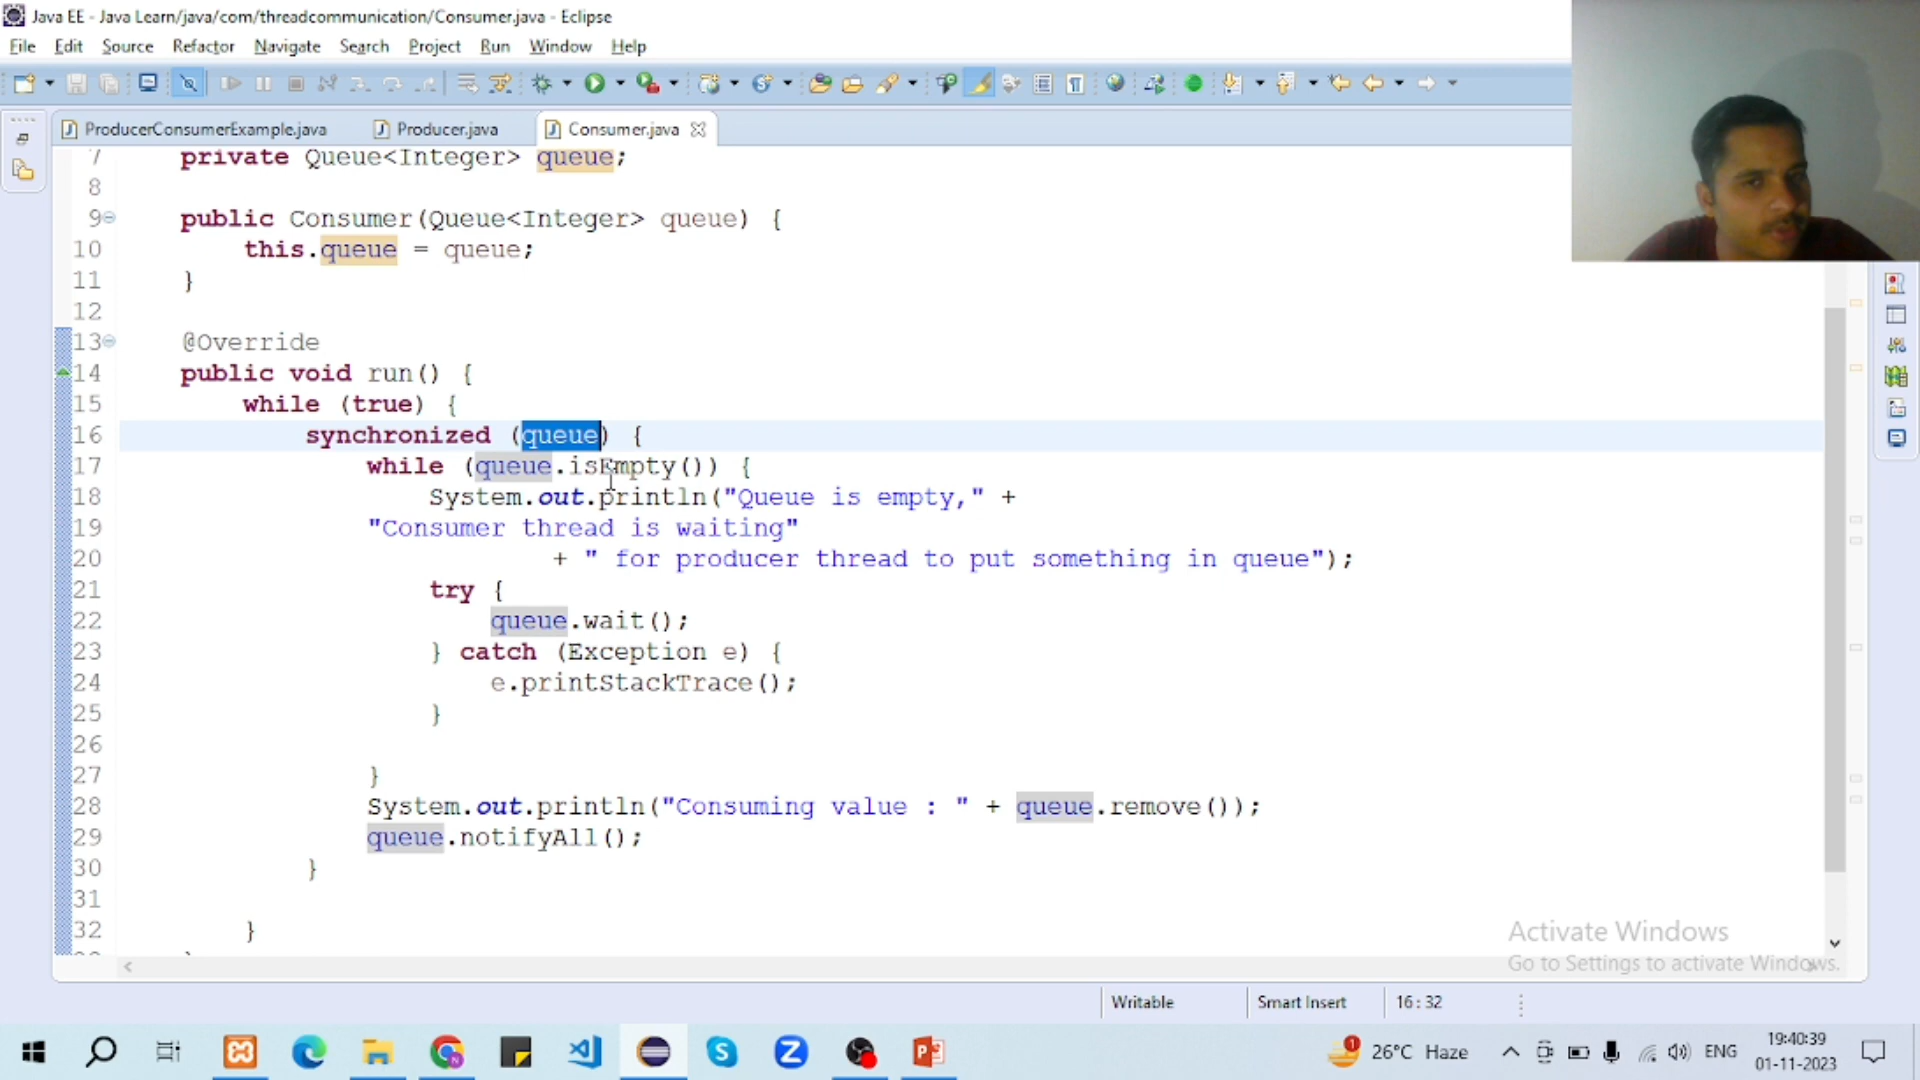 Java EE - Java Learn/java/com/threadcommunication/Consumer.java - Eclipse
File Edit Source Refactor Navigate Search Project Run Window Help
ProducerConsumerExample.java Producer.java Consumer.java
7 private Queue<Integer> queue;
8
9 public Consumer(Queue<Integer> queue) {
10 this.queue = queue;
11 }
12
13 @Override
14 public void run() {
15 while (true) {
16 synchronized (queue) {
17 while (queue.isEmpty()) {
18 System.out.println("Queue is empty," +
19 "Consumer thread is waiting"
20 + " for producer thread to put something in queue");
21 try {
22 queue.wait();
23 } catch (Exception e) {
24 e.printStackTrace();
25 }
26
27 }
28 System.out.println("Consuming value : " + queue.remove());
29 queue.notifyAll();
30 }
31
32 }
Activate Windows
Go to Settings to activate Windows.
Writable Smart Insert 16 : 32
1 26°C Haze ENG 19:40:39
01-11-2023